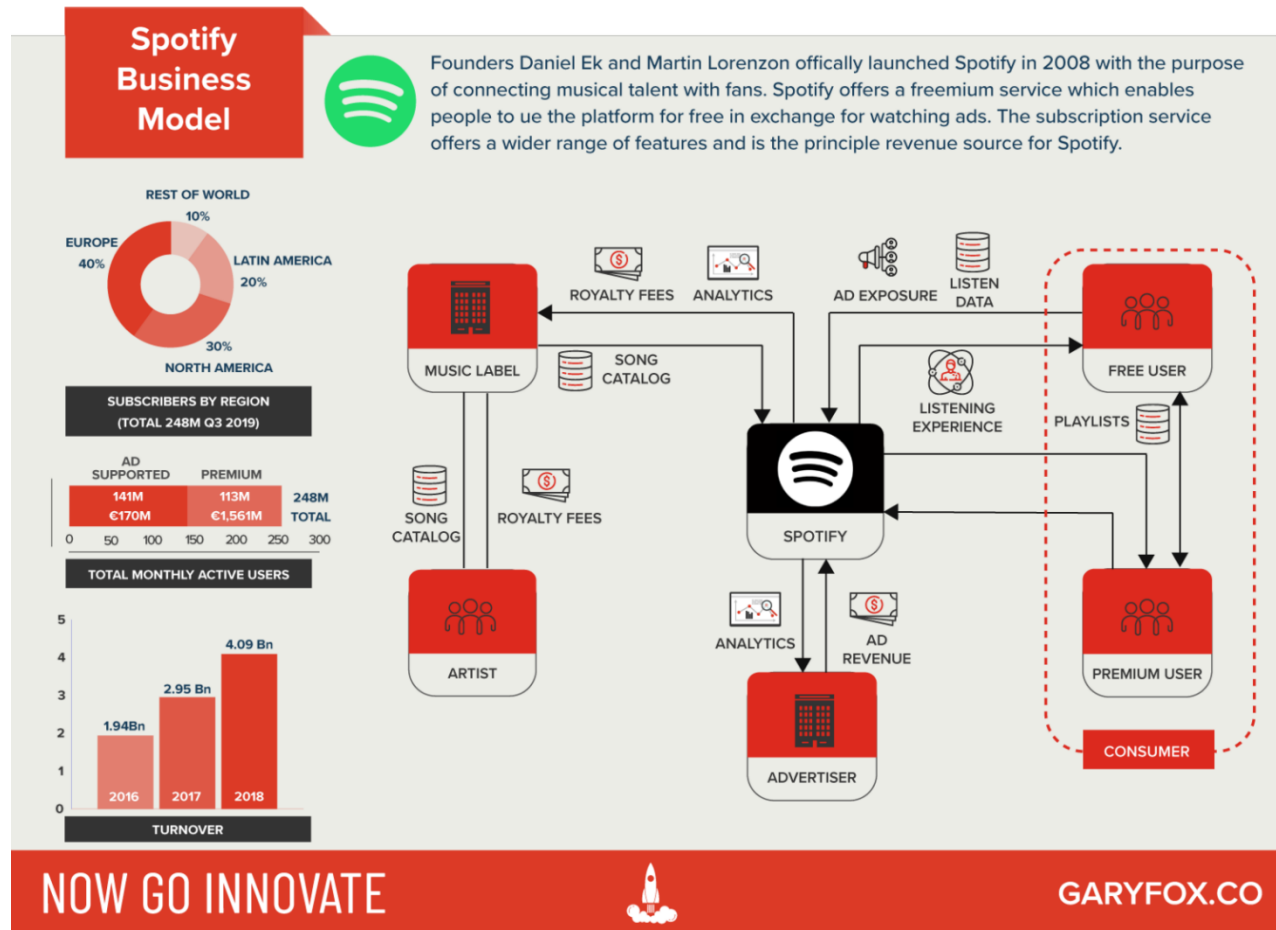 Spotify
Business
Model
Founders Daniel Ek and Martin Lorenzon offically launched Spotify in 2008 with the purpose
of connecting musical talent with fans. Spotify offers a freemium service which enables
people to ue the platform for free in exchange for watching ads. The subscription service
offers a wider range of features and is the principle revenue source for Spotify.
REST OF WORLD
10%
EUROPE
40%
LATIN AMERICA
20%
30%
NORTH AMERICA
SUBSCRIBERS BY REGION
(TOTAL 248M Q3 2019)
AD
SUPPORTED
PREMIUM
141M
113M
248M
€170M
€1,561M
TOTAL
0 50 100 150 200 250 300
TOTAL MONTHLY ACTIVE USERS
5
4
3
2
1
0
1.94Bn
2.95 Bn
4.09 Bn
2016
2017
2018
TURNOVER
MUSIC LABEL
ROYALTY FEES
ANALYTICS
SONG
CATALOG
AD EXPOSURE
LISTEN
DATA
FREE USER
LISTENING
EXPERIENCE
PLAYLISTS
SONG
CATALOG
ROYALTY FEES
ARTIST
SPOTIFY
ANALYTICS
AD
REVENUE
ADVERTISER
PREMIUM USER
CONSUMER
NOW GO INNOVATE
GARYFOX.CO